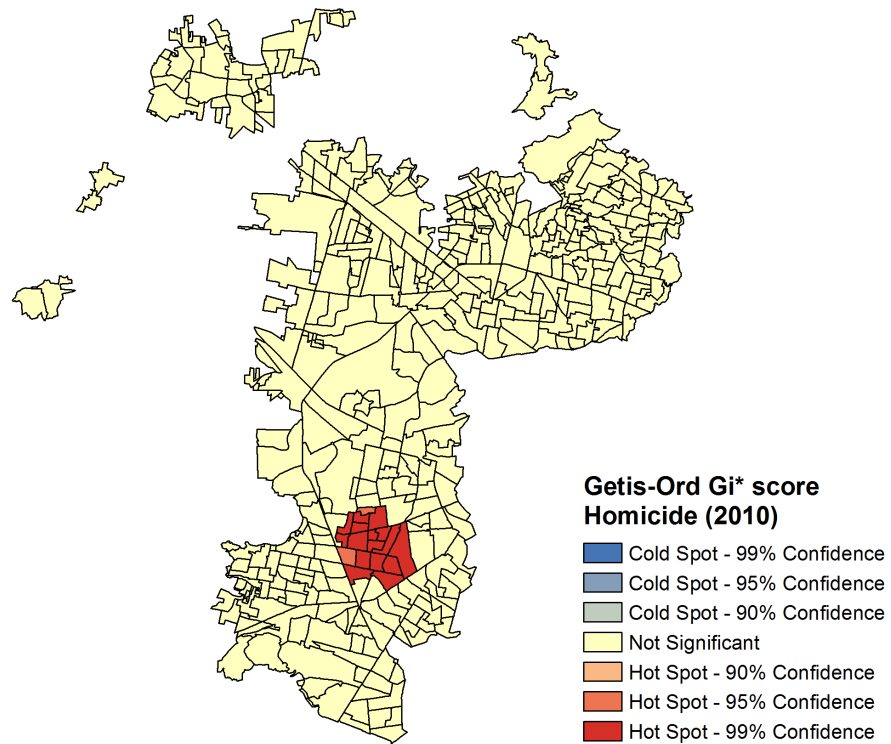 Getis-Ord Gi* score
Homicide (2010)
Cold Spot - 99% Confidence
Cold Spot - 95% Confidence
Cold Spot - 90% Confidence
Not Significant
Hot Spot - 90% Confidence
Hot Spot - 95% Confidence
Hot Spot - 99% Confidence